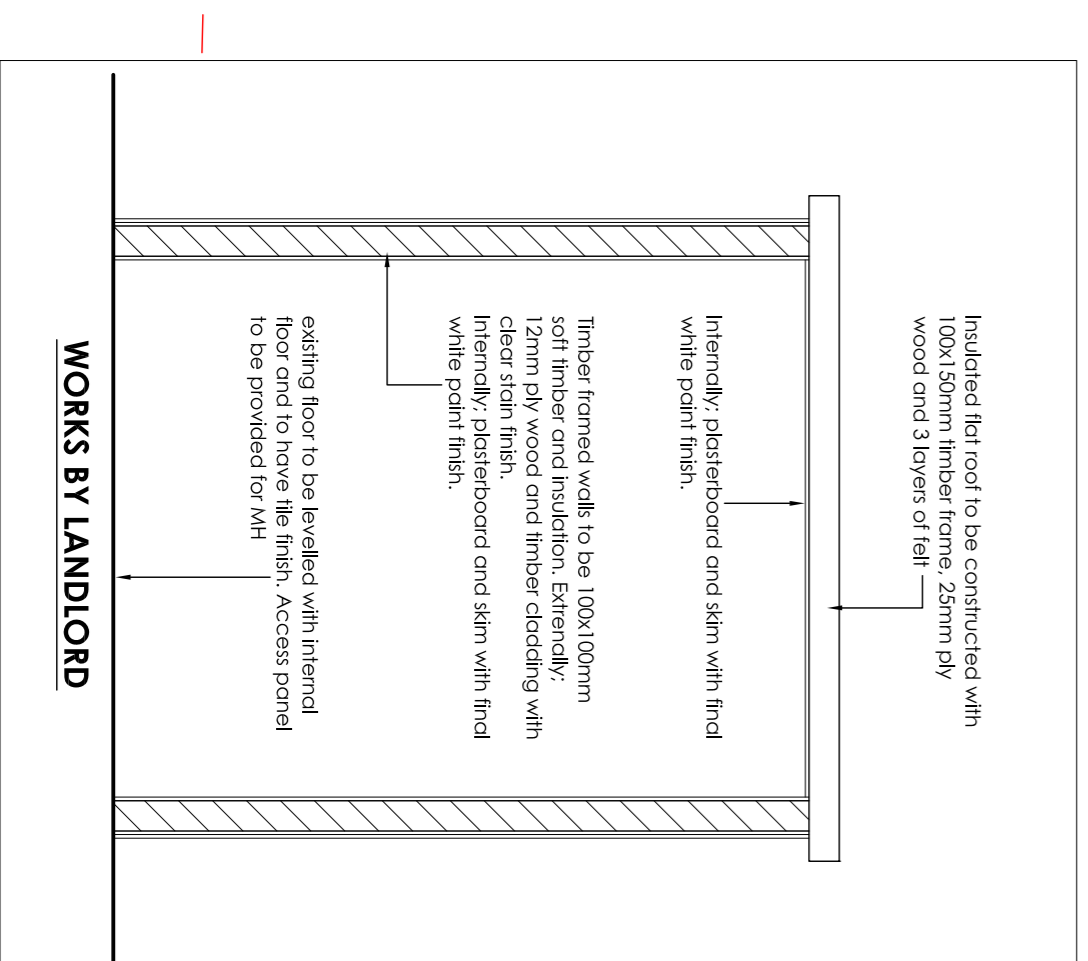 Insulated flat roof to be constructed with
100x150mm timber frame, 25mm ply
wood and 3 layers of felt
Internally; plasterboard and skim with final
white paint finish.
Timber framed walls to be 100x100mm
soft timber and insulation. Extrenally;
12mm ply wood and timber cladding with
clear stain finish.
Internally; plasterboard and skim with final
white paint finish.
existing floor to be levelled with internal
floor and to have tile finish. Access panel
to be provided for MH
WORKS BY LANDLORD